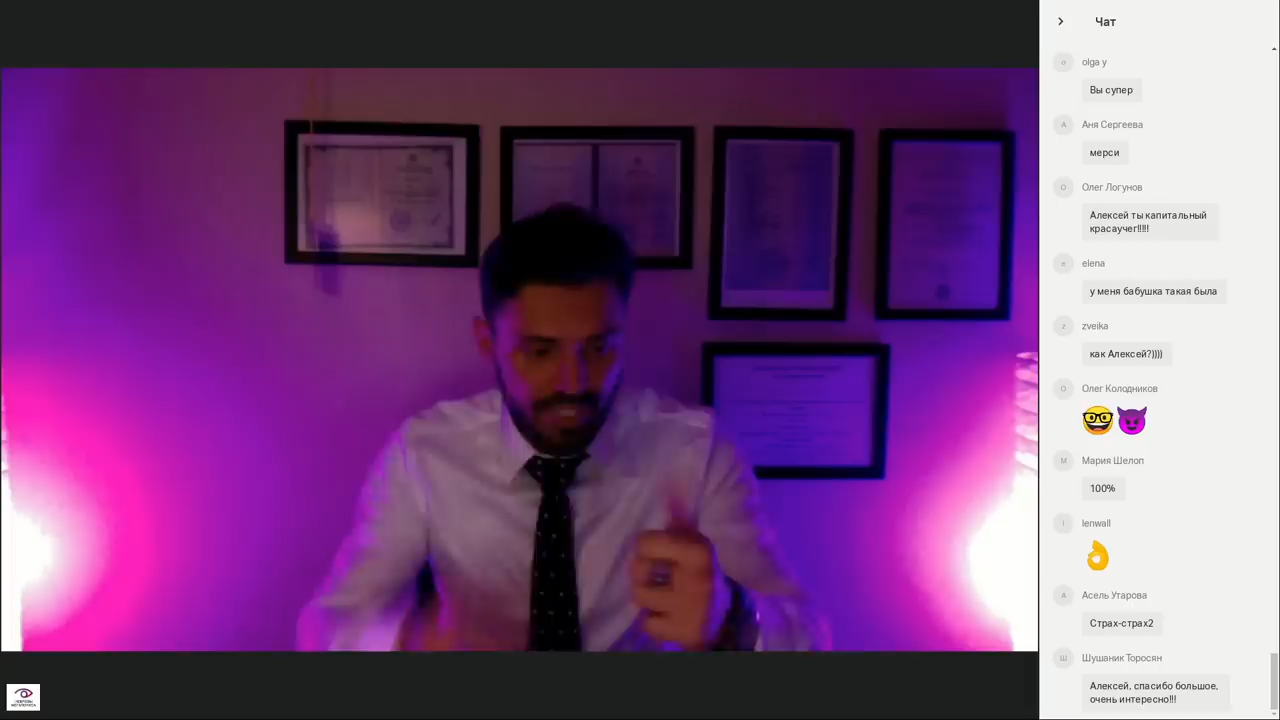 Чат
olga y
Вы супер
А
Аня Сергеева
мерси
О
Олег Логунов
Алексей ты капитальный
красаучег!!!!!
elena
у меня бабушка такая была
z
zveika
как Алексей?))))
О
Олег Колодников
М
Мария Шелоп
100%
lenwall
А
Асель Утарова
Страх-страх2
Ш
Шушаник Торосян
Алексей, спасибо большое,
очень интересно!!!